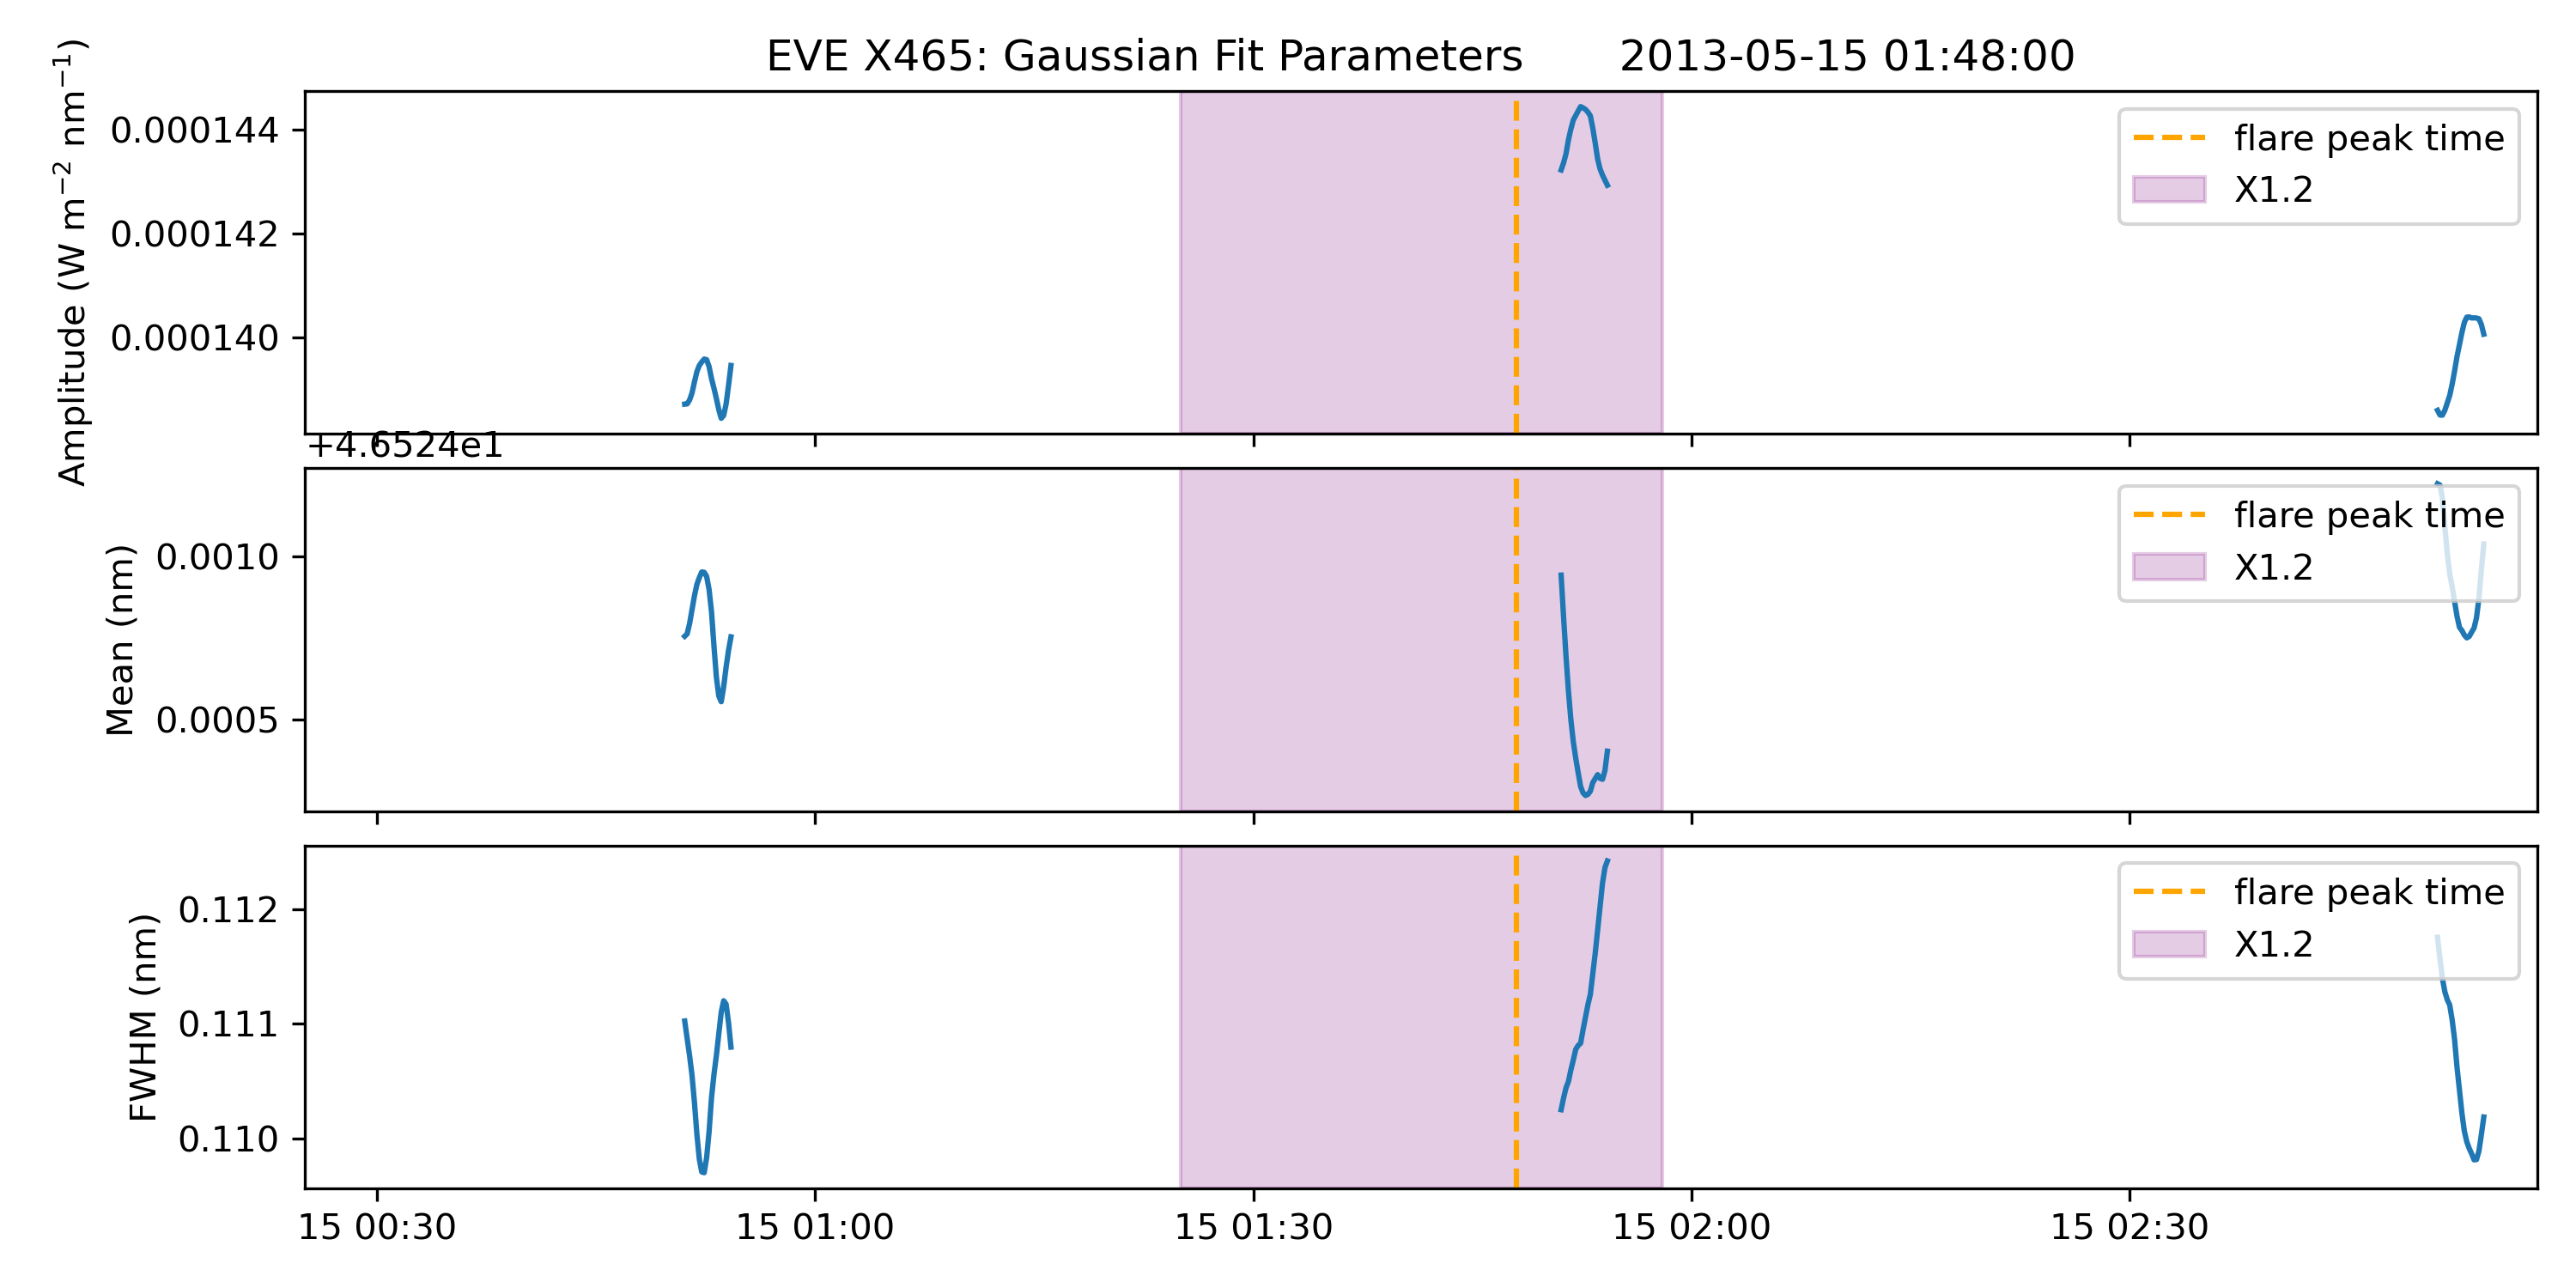 EVE X465: Gaussian Fit Parameters 2013-05-15 01:48:00
Amplitude (W m⁻² nm⁻¹)
0.000144
0.000142
0.000140
flare peak time
X1.2
+4.6524e1
Mean (nm)
0.0010
0.0005
flare peak time
X1.2
FWHM (nm)
0.112
0.111
0.110
flare peak time
X1.2
15 00:30
15 01:00
15 01:30
15 02:00
15 02:30